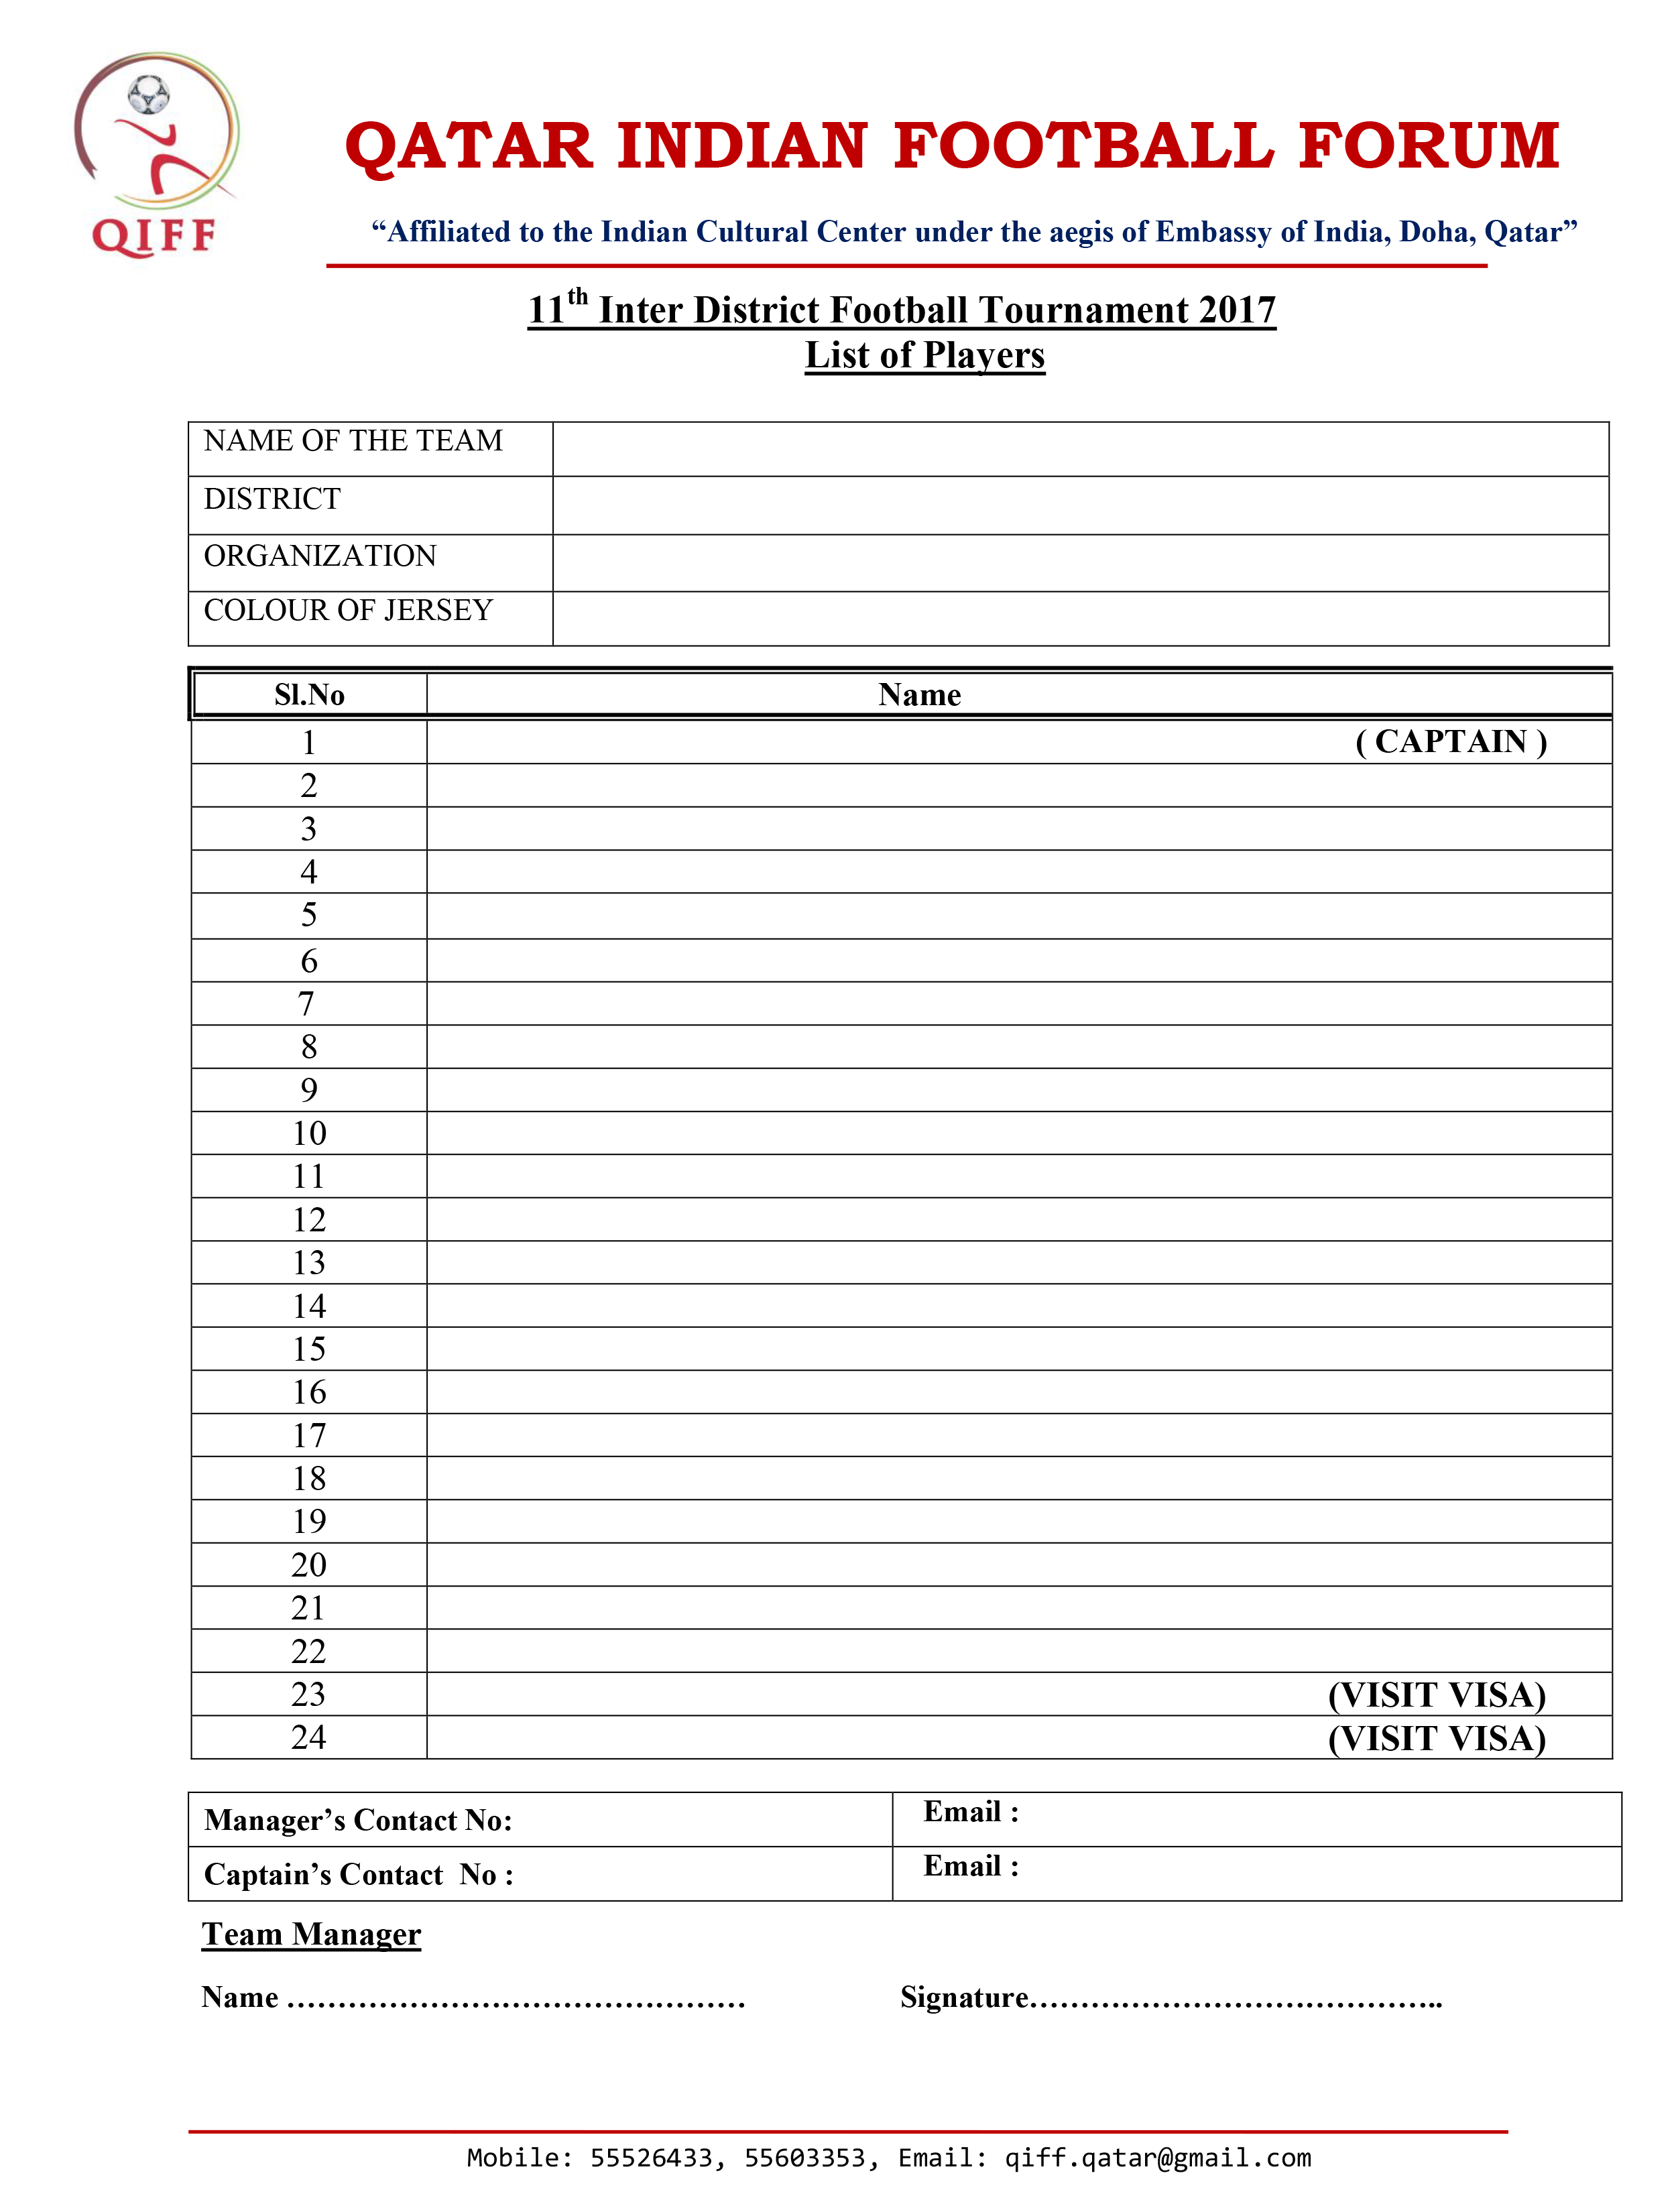 QIFF
QATAR INDIAN FOOTBALL FORUM
“Affiliated to the Indian Cultural Center under the aegis of Embassy of India, Doha, Qatar”
11th Inter District Football Tournament 2017
List of Players
NAME OF THE TEAM
DISTRICT
ORGANIZATION
COLOUR OF JERSEY
Sl.No Name
1 ( CAPTAIN )
2
3
4
5
6
7
8
9
10
11
12
13
14
15
16
17
18
19
20
21
22
23 (VISIT VISA)
24 (VISIT VISA)
Manager’s Contact No: Email :
Captain’s Contact No : Email :
Team Manager
Name ……………………………………… Signature…………………………………..
Mobile: 55526433, 55603353, Email: qiff.qatar@gmail.com